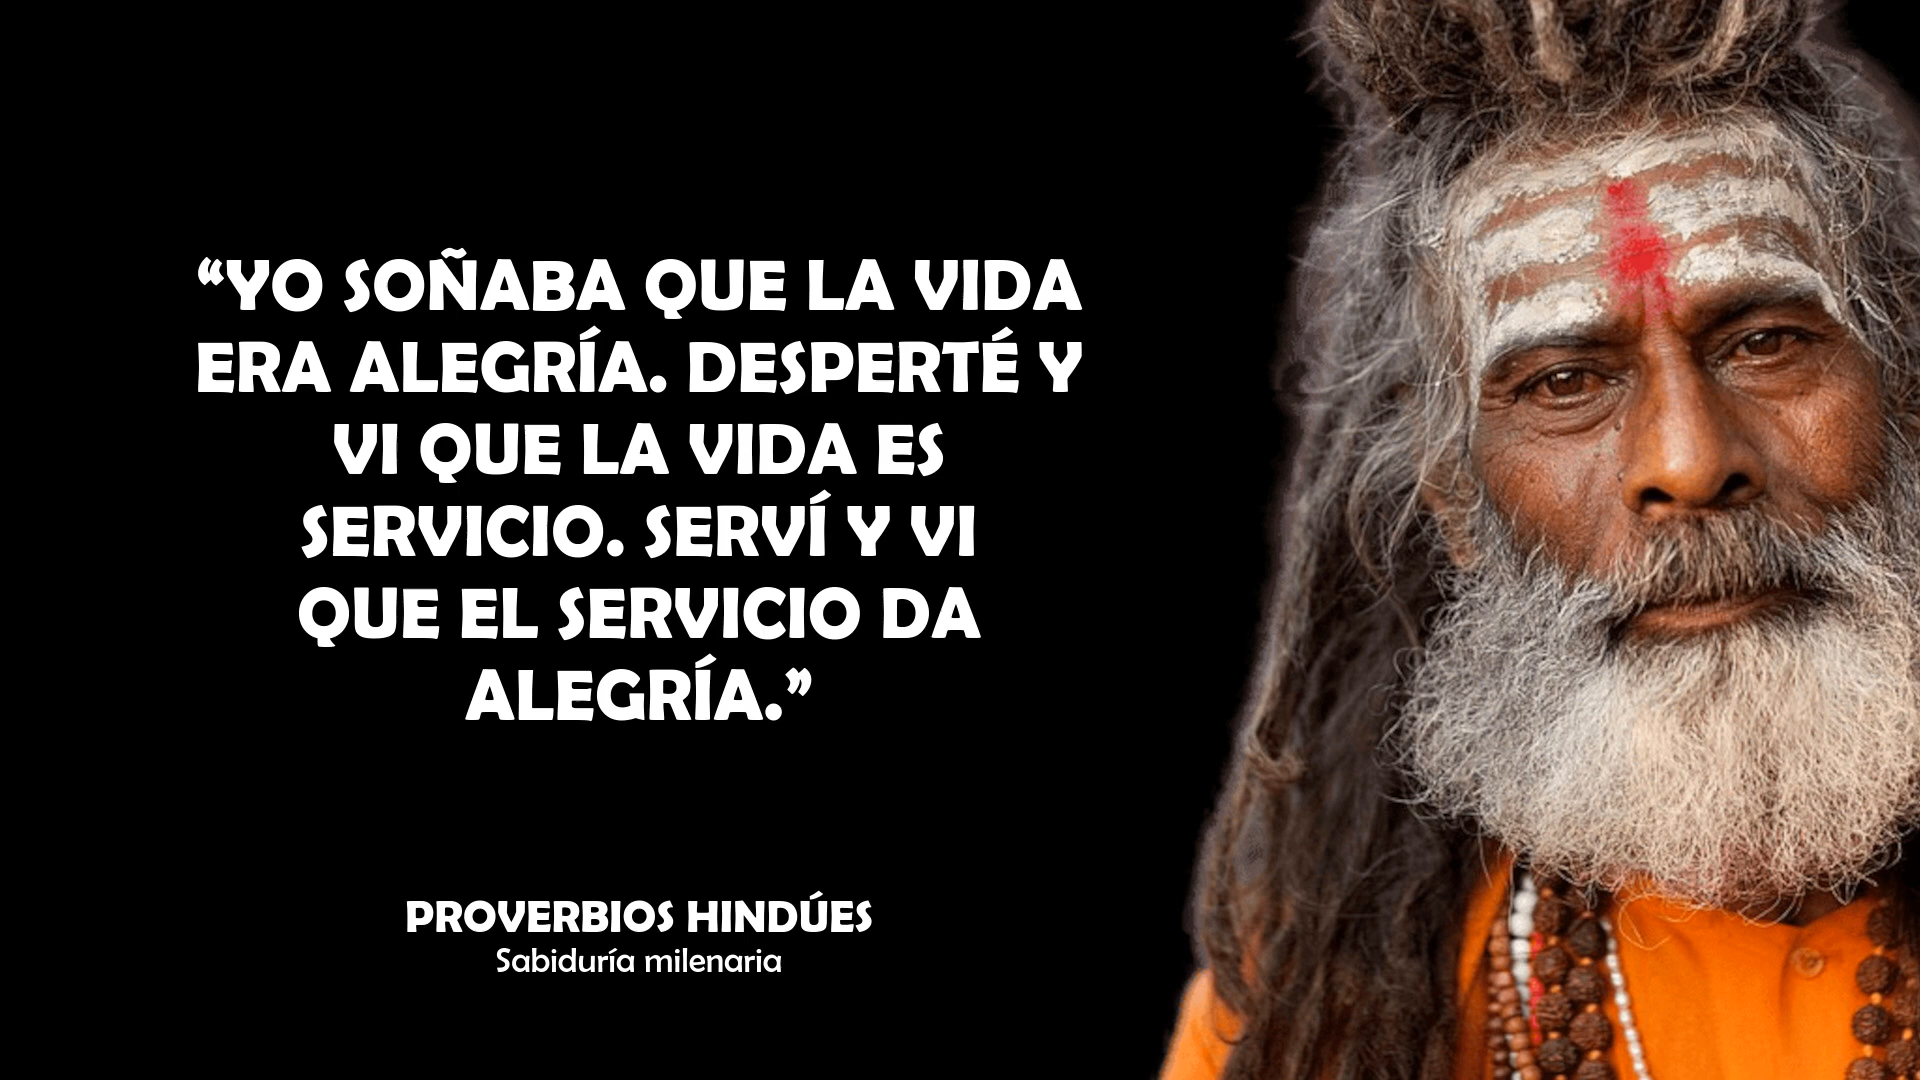 “YO SOÑABA QUE LA VIDA
ERA ALEGRÍA. DESPERTÉ Y
VI QUE LA VIDA ES
SERVICIO. SERVÍ Y VI
QUE EL SERVICIO DA
ALEGRÍA.”
PROVERBIOS HINDÚES
Sabiduría milenaria